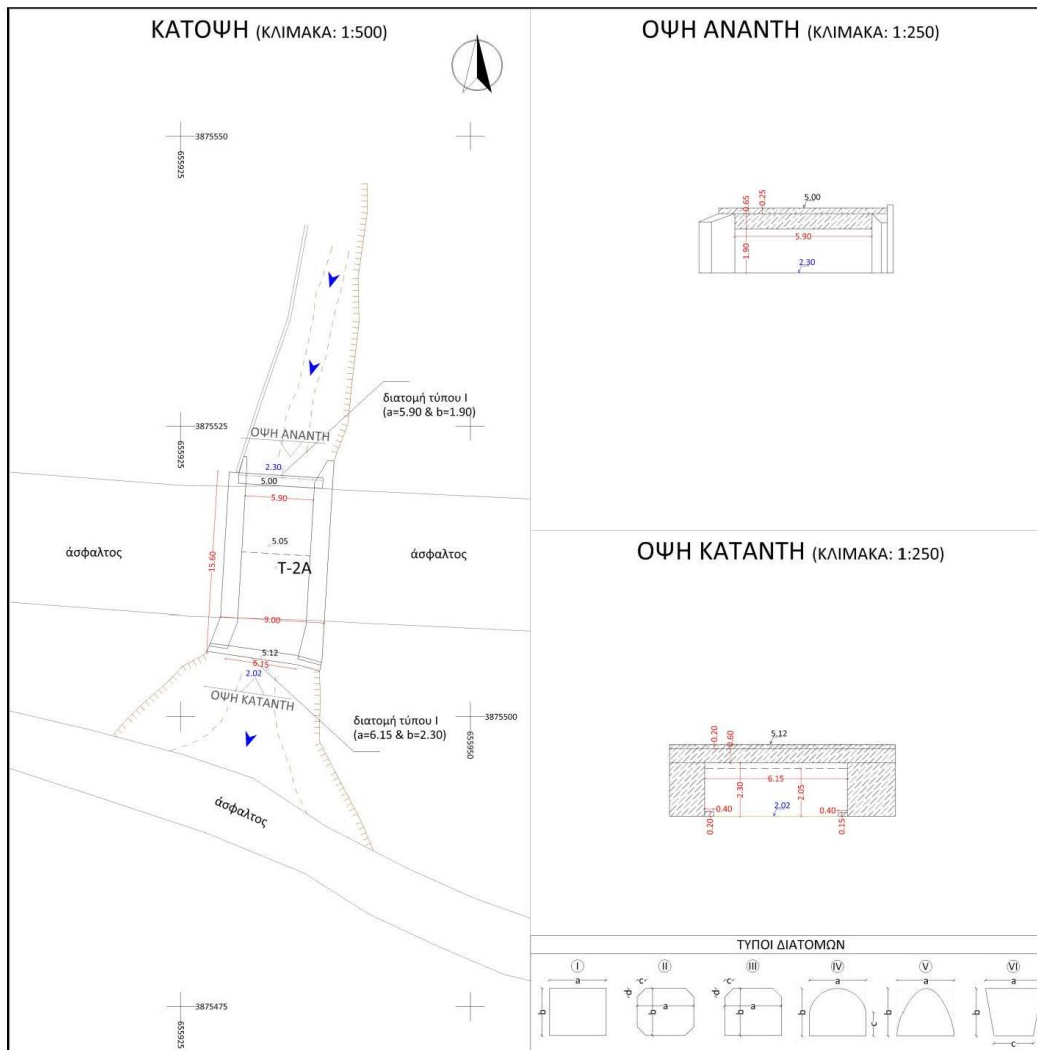 ΚΑΤΟΨΗ (ΚΛΙΜΑΚΑ: 1:500)
3875550
655925
διατομή τύπου Ι
(a=5.90 & b=1.90)
3875525
655925
ΟΨΗ ΑΝΑΝΤΗ
2.30
5.00
5.90
άσφαλτος
15.60
5.05
T-2A
άσφαλτος
9.00
5.12
6.15
2.02
ΟΨΗ ΚΑΤΑΝΤΗ
διατομή τύπου Ι
(a=6.15 & b=2.30)
3875500
655950
άσφαλτος
3875475
655925
ΟΨΗ ΑΝΑΝΤΗ (ΚΛΙΜΑΚΑ: 1:250)
0.65
0.25
5.00
5.90
1.90
2.30
ΟΨΗ ΚΑΤΑΝΤΗ (ΚΛΙΜΑΚΑ: 1:250)
0.20
0.60
5.12
6.15
2.30
2.05
0.40
2.02
0.40
0.20
0.15
ΤΥΠΟΙ ΔΙΑΤΟΜΩΝ
I II III IV V VI
a b
c d b a
c d b a
a b c
a b
a b c